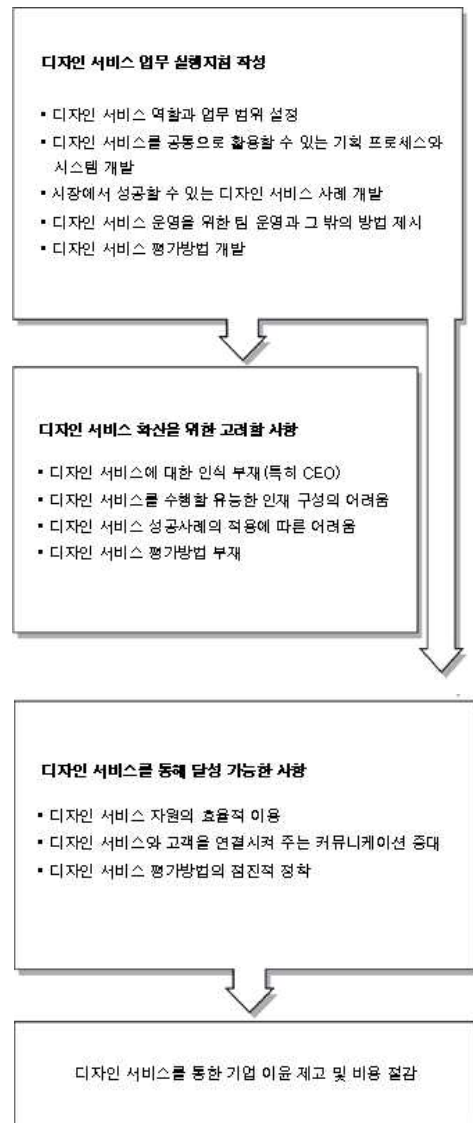 디자인 서비스 업무 실행지침 작성
▪ 디자인 서비스 역할과 업무 범위 설정
▪ 디자인 서비스를 공통으로 활용할 수 있는 기획 프로세스와
시스템 개발
▪ 시장에서 성공할 수 있는 디자인 서비스 사례 개발
▪ 디자인 서비스 운영을 위한 팀 운영과 그 밖의 방법 제시
▪ 디자인 서비스 평가방법 개발
디자인 서비스 확산을 위한 고려할 사항
▪ 디자인 서비스에 대한 인식 부재(특히 CEO)
▪ 디자인 서비스를 수행할 유능한 인재 구성의 어려움
▪ 디자인 서비스 성공사례의 적용에 따른 어려움
▪ 디자인 서비스 평가방법 부재
디자인 서비스를 통해 달성 가능한 사항
▪ 디자인 서비스 자원의 효율적 이용
▪ 디자인 서비스와 고객을 연결시켜 주는 커뮤니케이션 증대
▪ 디자인 서비스 평가방법의 점진적 정착
디자인 서비스를 통한 기업 이윤 제고 및 비용 절감